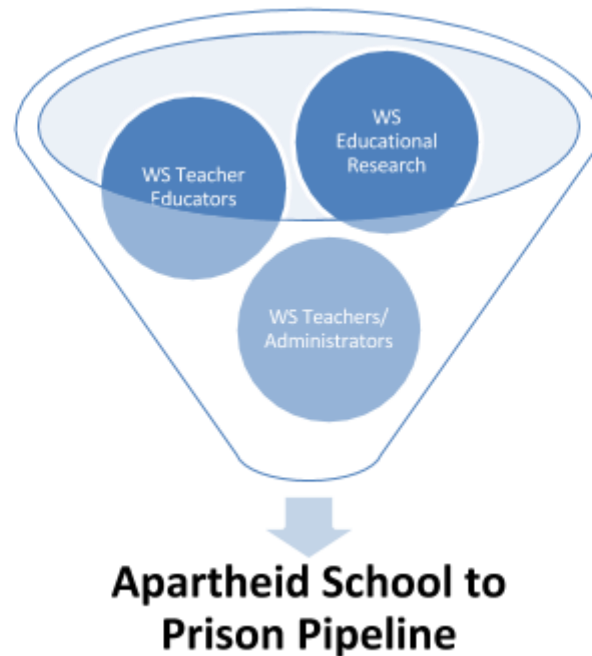 WS
Educational
Research
WS Teacher
Educators
WS Teachers/
Administrators
Apartheid School to
Prison Pipeline